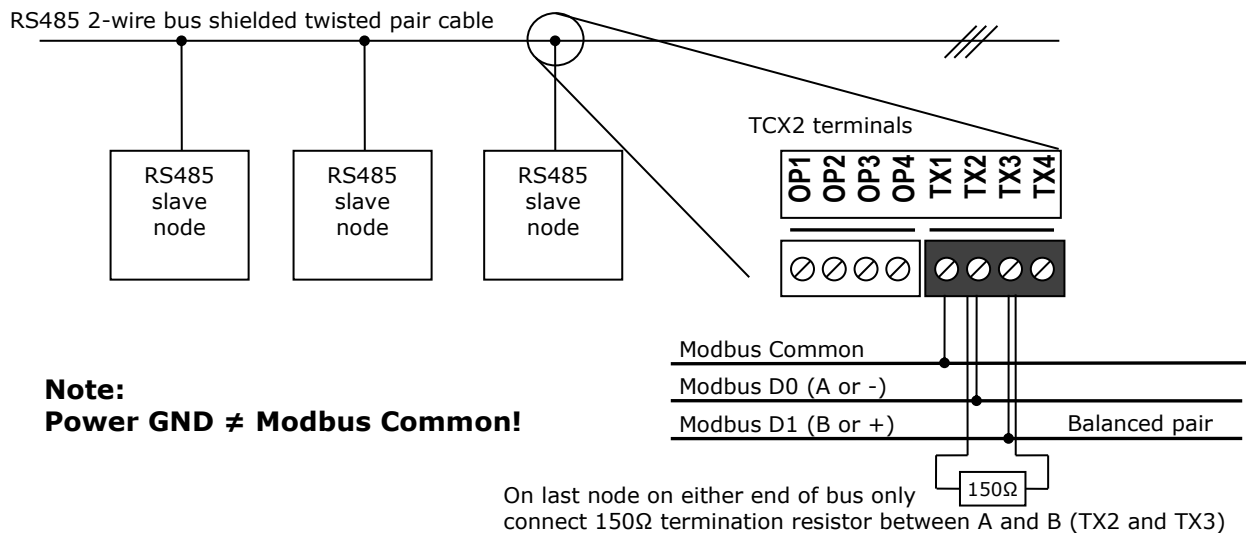 RS485 2-wire bus shielded twisted pair cable
RS485
slave
node
RS485
slave
node
RS485
slave
node
TCX2 terminals
OP1
OP2
OP3
OP4
TX1
TX2
TX3
TX4
Modbus Common
Modbus D0 (A or -)
Modbus D1 (B or +)
Balanced pair
Note:
Power GND ≠ Modbus Common!
150Ω
On last node on either end of bus only
connect 150Ω termination resistor between A and B (TX2 and TX3)